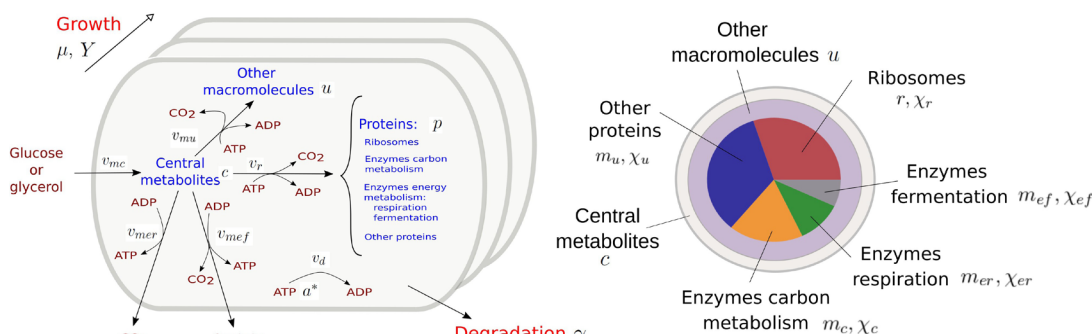 Growth
μ, Y
Other
macromolecules u
CO2
ADP
v_mu
ATP
Glucose
or
glycerol
v_mc
Central
metabolites c
v_r
CO2
ATP
ADP
Proteins: p
Ribosomes
Enzymes carbon
metabolism
Enzymes energy
metabolism:
respiration
fermentation
Other proteins
ADP
v_mer
ATP
ADP
v_mef
ATP
CO2
v_d
ATP a* ADP
Degradation
Other
macromolecules u
Ribosomes
r, χ_r
Other
proteins
m_u, χ_u
Enzymes
fermentation m_ef, χ_ef
Central
metabolites
c
Enzymes
respiration m_er, χ_er
Enzymes carbon
metabolism m_c, χ_c